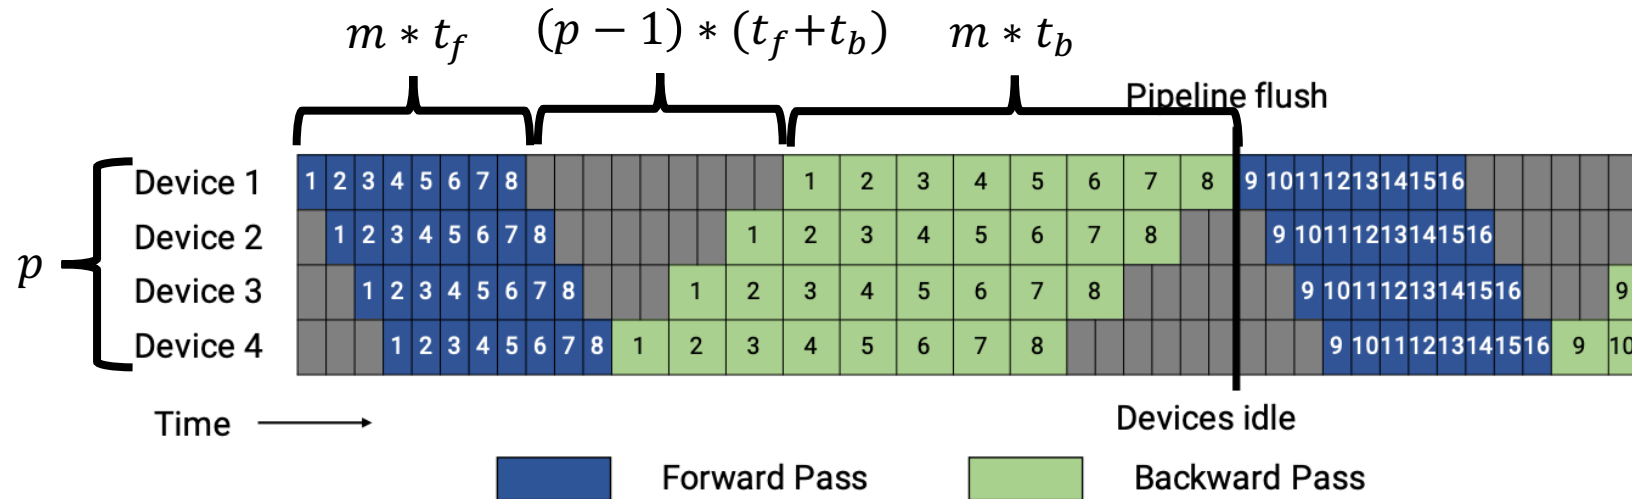 m * t_f (p − 1) * (t_f+t_b) m * t_b
Pipeline flush
p
Device 1 1 2 3 4 5 6 7 8 1 2 3 4 5 6 7 8 9 10 11 12 13 14 15 16
Device 2 1 2 3 4 5 6 7 8 1 2 3 4 5 6 7 8 9 10 11 12 13 14 15 16
Device 3 1 2 3 4 5 6 7 8 1 2 3 4 5 6 7 8 9 10 11 12 13 14 15 16 9
Device 4 1 2 3 4 5 6 7 8 1 2 3 4 5 6 7 8 9 10 11 12 13 14 15 16 9 10
Time
Devices idle
Forward Pass Backward Pass